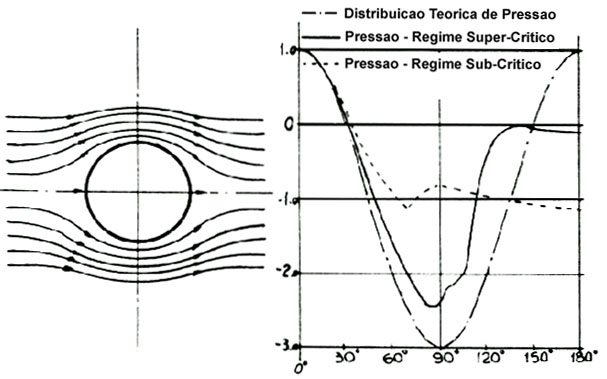 Distribuicao Teorica de Pressao
Pressao - Regime Super-Critico
Pressao - Regime Sub-Critico
1.0
0
-1.0
-2.0
-3.0
0° 30° 60° 90° 120° 150° 180°